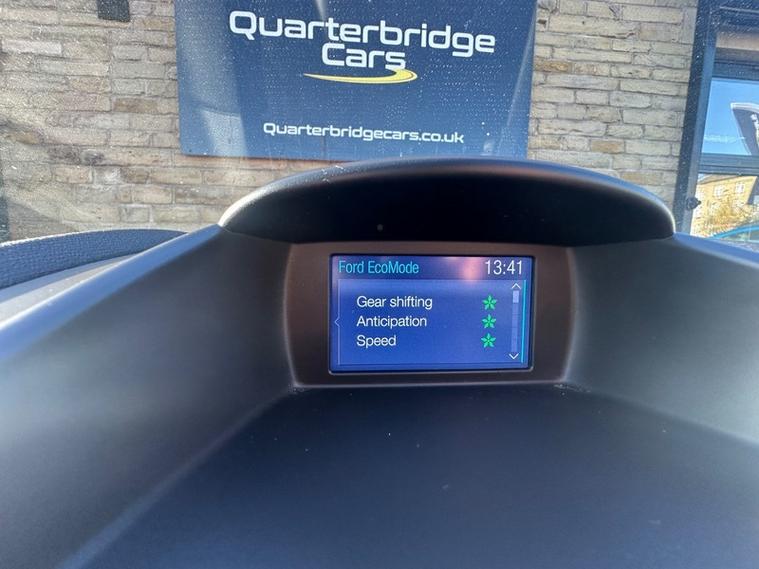 Quarterbridge
Cars
Quarterbridgecars.co.uk
Ford EcoMode 13:41
Gear shifting
Anticipation
Speed